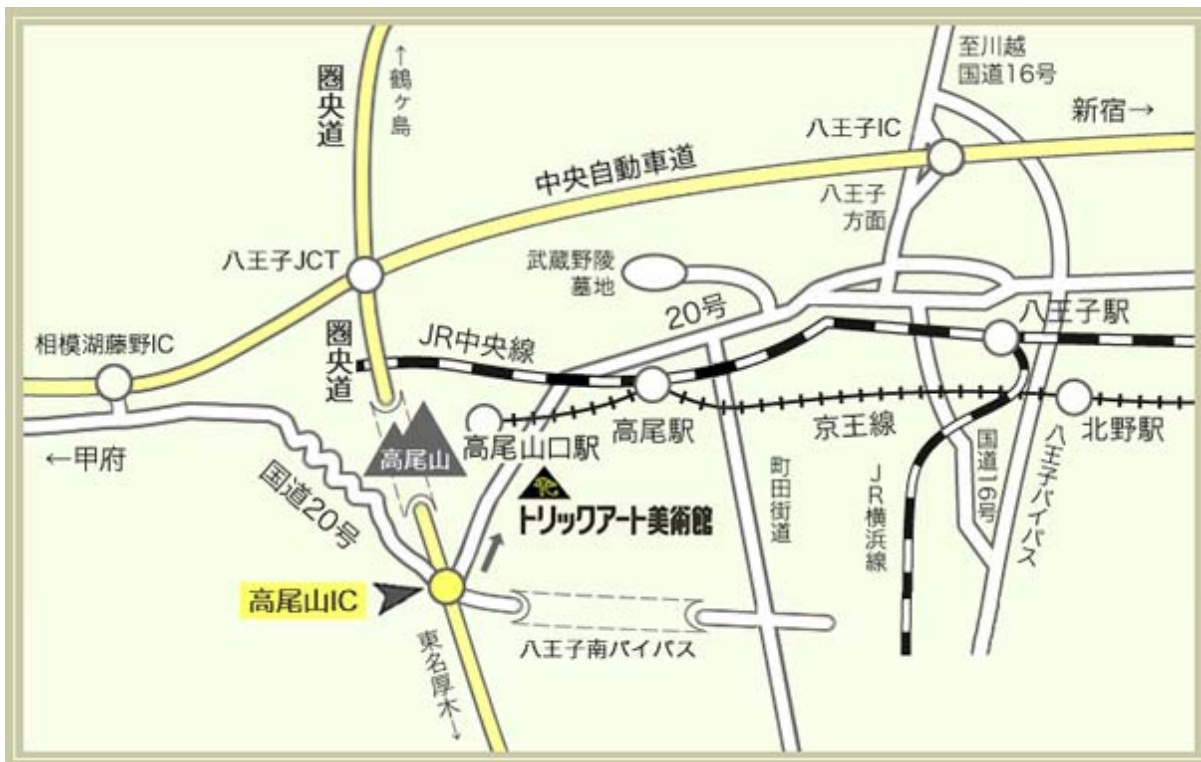 至川越
国道16号
新宿→
←鶴ヶ島
圏央道
八王子IC
中央自動車道
八王子
方面
八王子JCT
武蔵野陵
墓地
20号
八王子駅
相模湖藤野IC
圏央道
JR中央線
高尾山
高尾山口駅
高尾駅
京王線
北野駅
←甲府
国道20号
トリックアート美術館
町田街道
JR横浜線
国道16号
八王子バイパス
高尾山IC
八王子南バイパス
東名厚木→